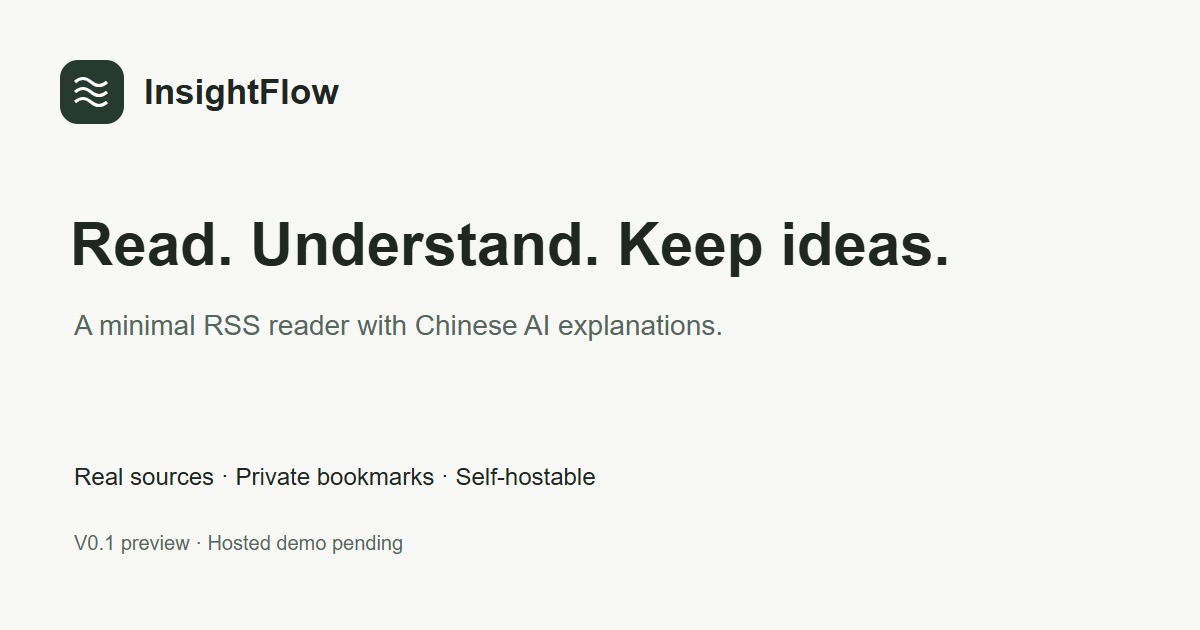 InsightFlow
Read. Understand. Keep ideas.
A minimal RSS reader with Chinese AI explanations.
Real sources · Private bookmarks · Self-hostable
V0.1 preview · Hosted demo pending